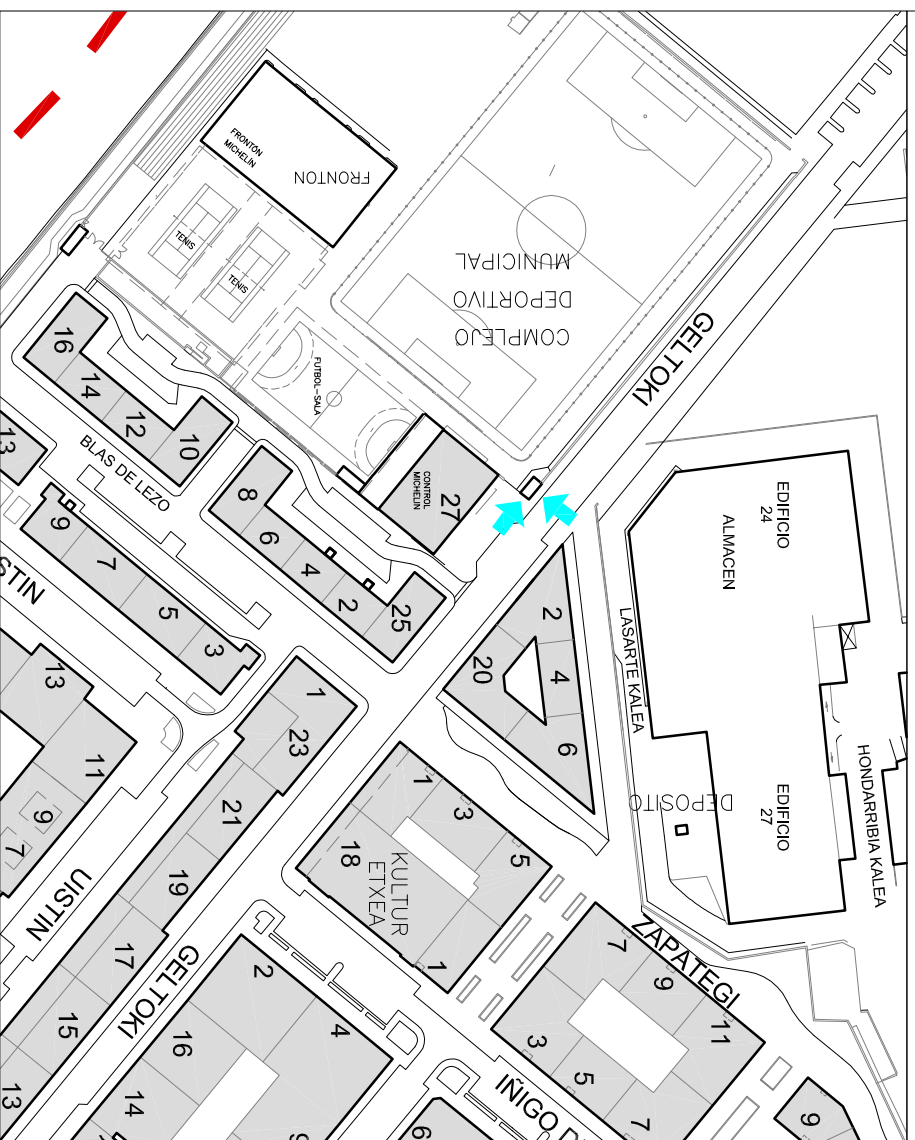 FRONTÓN
MICHELIN
FRONTON
TENIS
TENIS
COMPLEJO
DEPORTIVO
MUNICIPAL
FUTBOL-SALA
CONTROL
MICHELIN
27
GELTOKI
EDIFICIO
24
ALMACEN
LASARTE KALEA
HONDARRIBIA KALEA
EDIFICIO
27
DEPOSITO
16
14
12
10
BLAS DE LEZO
8
6
4
2
25
2
4
6
20
13
9
7
5
3
STIN
13
11
9
7
UISTIN
1
23
21
19
17
15
13
GELTOKI
1
3
5
18
KULTUR
ETXEA
1
ZAPATEGI
7
9
11
3
5
7
9
2
4
16
14
IÑIGO D
6